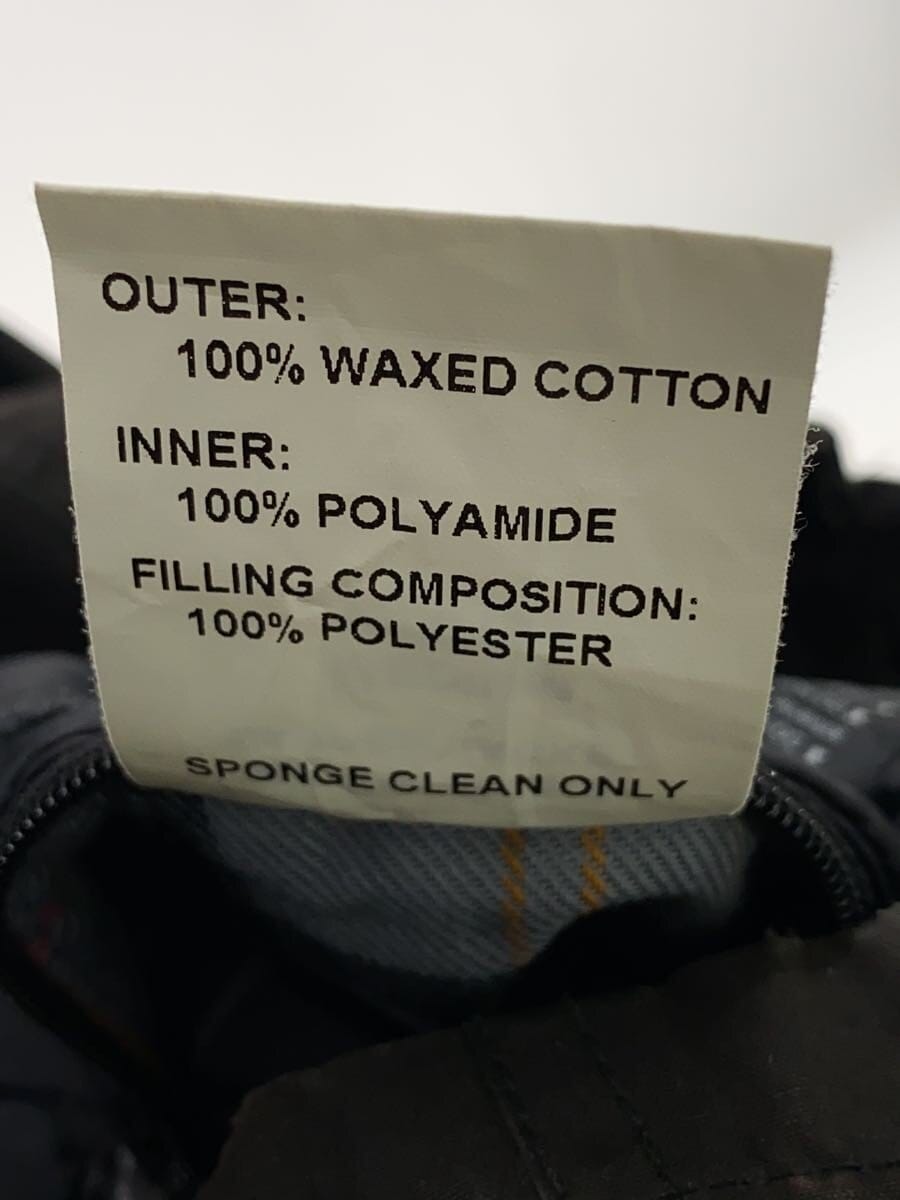 OUTER:
100% WAXED COTTON
INNER:
100% POLYAMIDE
FILLING COMPOSITION:
100% POLYESTER
SPONGE CLEAN ONLY